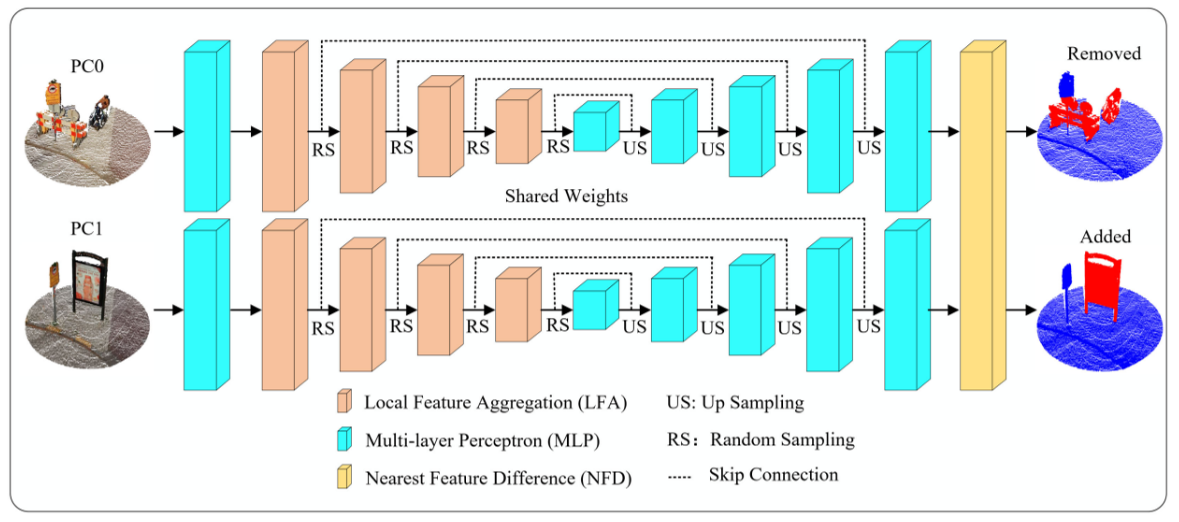 PC0
Removed
RS RS RS RS US US US US
Shared Weights
PC1
Added
RS RS RS RS US US US US
Local Feature Aggregation (LFA)
US: Up Sampling
Multi-layer Perceptron (MLP)
RS：Random Sampling
Nearest Feature Difference (NFD)
Skip Connection